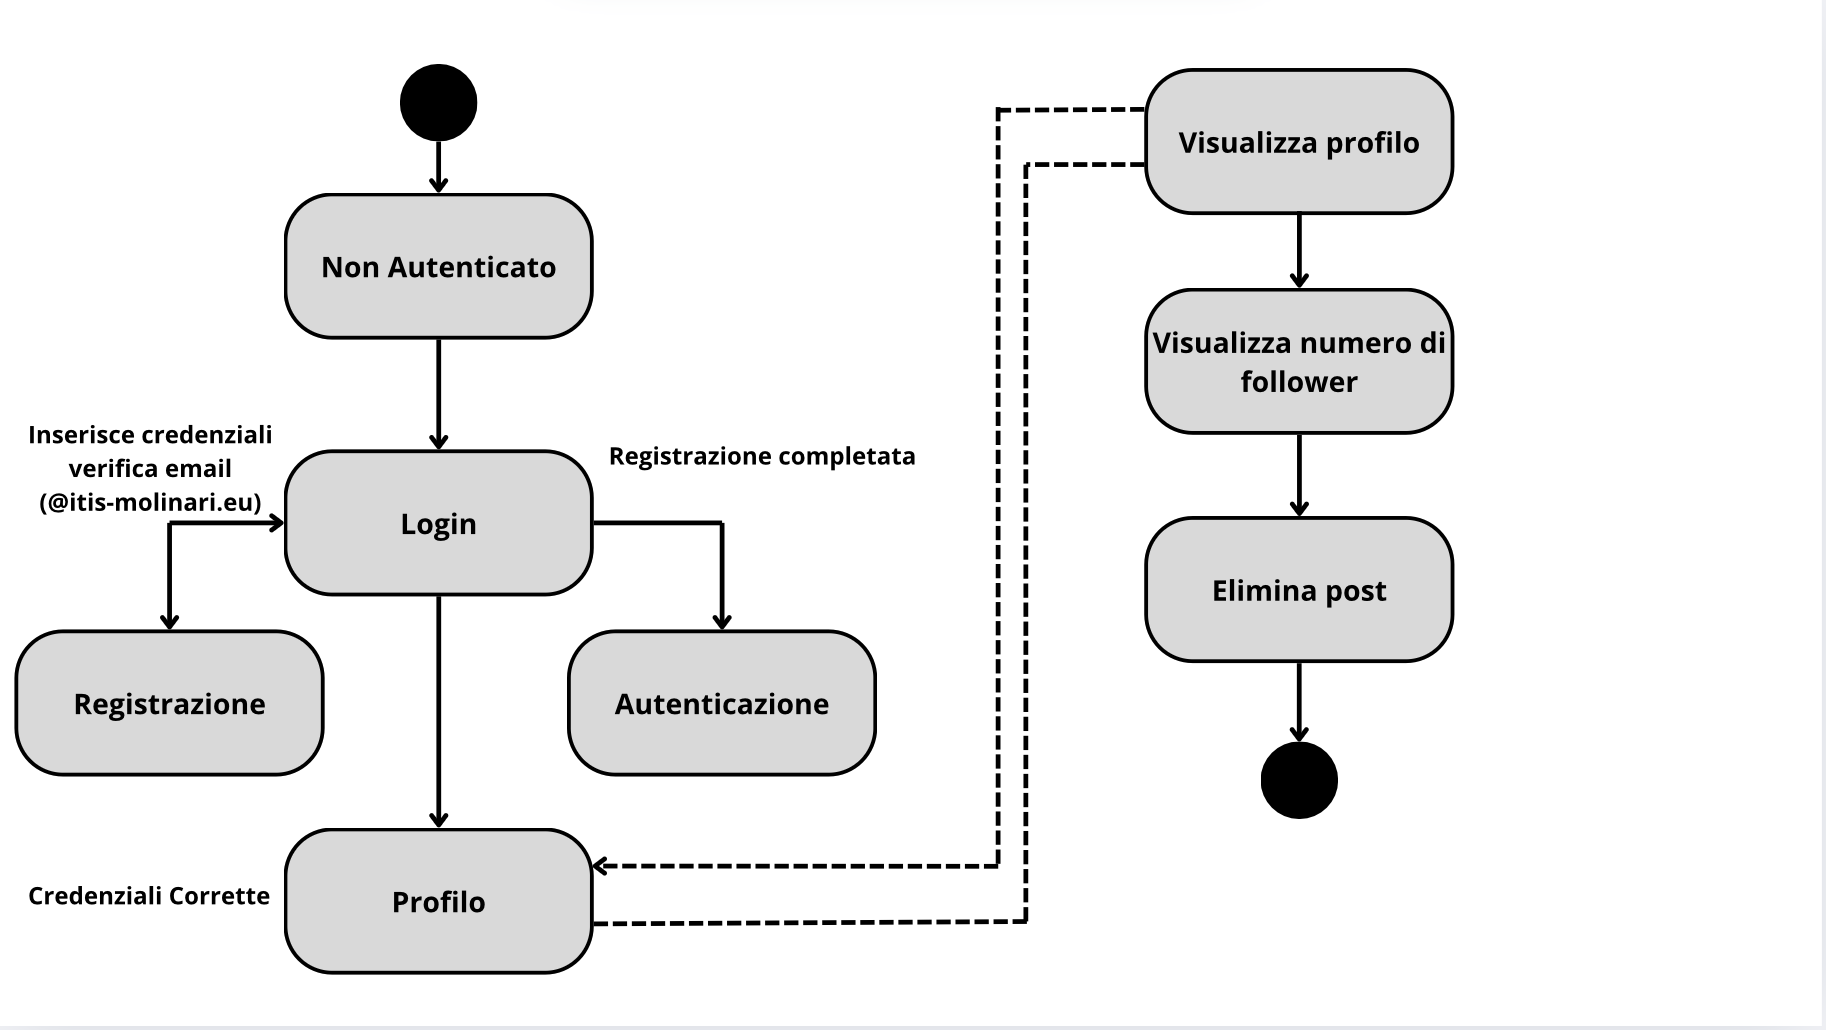 Non Autenticato
Inserisce credenziali
verifica email
(@itis-molinari.eu)
Login
Registrazione completata
Registrazione
Autenticazione
Credenziali Corrette
Profilo
Visualizza profilo
Visualizza numero di
follower
Elimina post